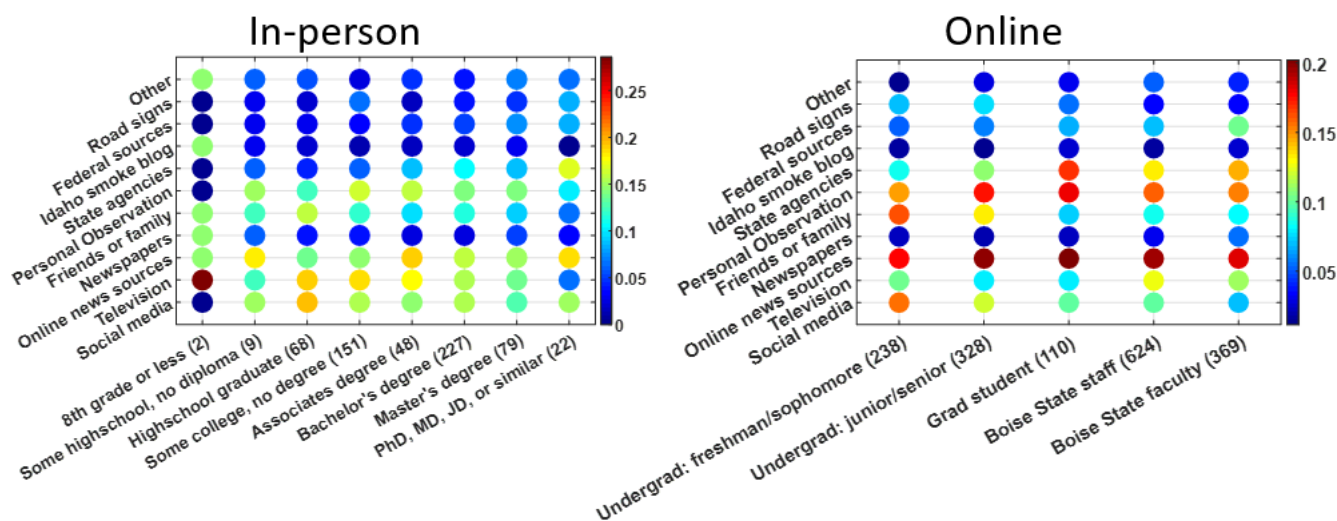 In-person
Other
Road signs
Federal sources
Idaho smoke blog
State agencies
Personal Observation
Friends or family
Newspapers
Online news sources
Television
Social media
0.25
0.2
0.15
0.1
0.05
0
8th grade or less (2)
Some highschool, no diploma (9)
Highschool graduate (68)
Some college, no degree (151)
Associates degree (48)
Bachelor's degree (227)
Master's degree (79)
PhD, MD, JD, or similar (22)
Online
Other
Road signs
Federal sources
Idaho smoke blog
State agencies
Personal Observation
Friends or family
Newspapers
Online news sources
Television
Social media
0.2
0.15
0.1
0.05
Undergrad: freshman/sophomore (238)
Undergrad: junior/senior (328)
Grad student (110)
Boise State staff (624)
Boise State faculty (369)